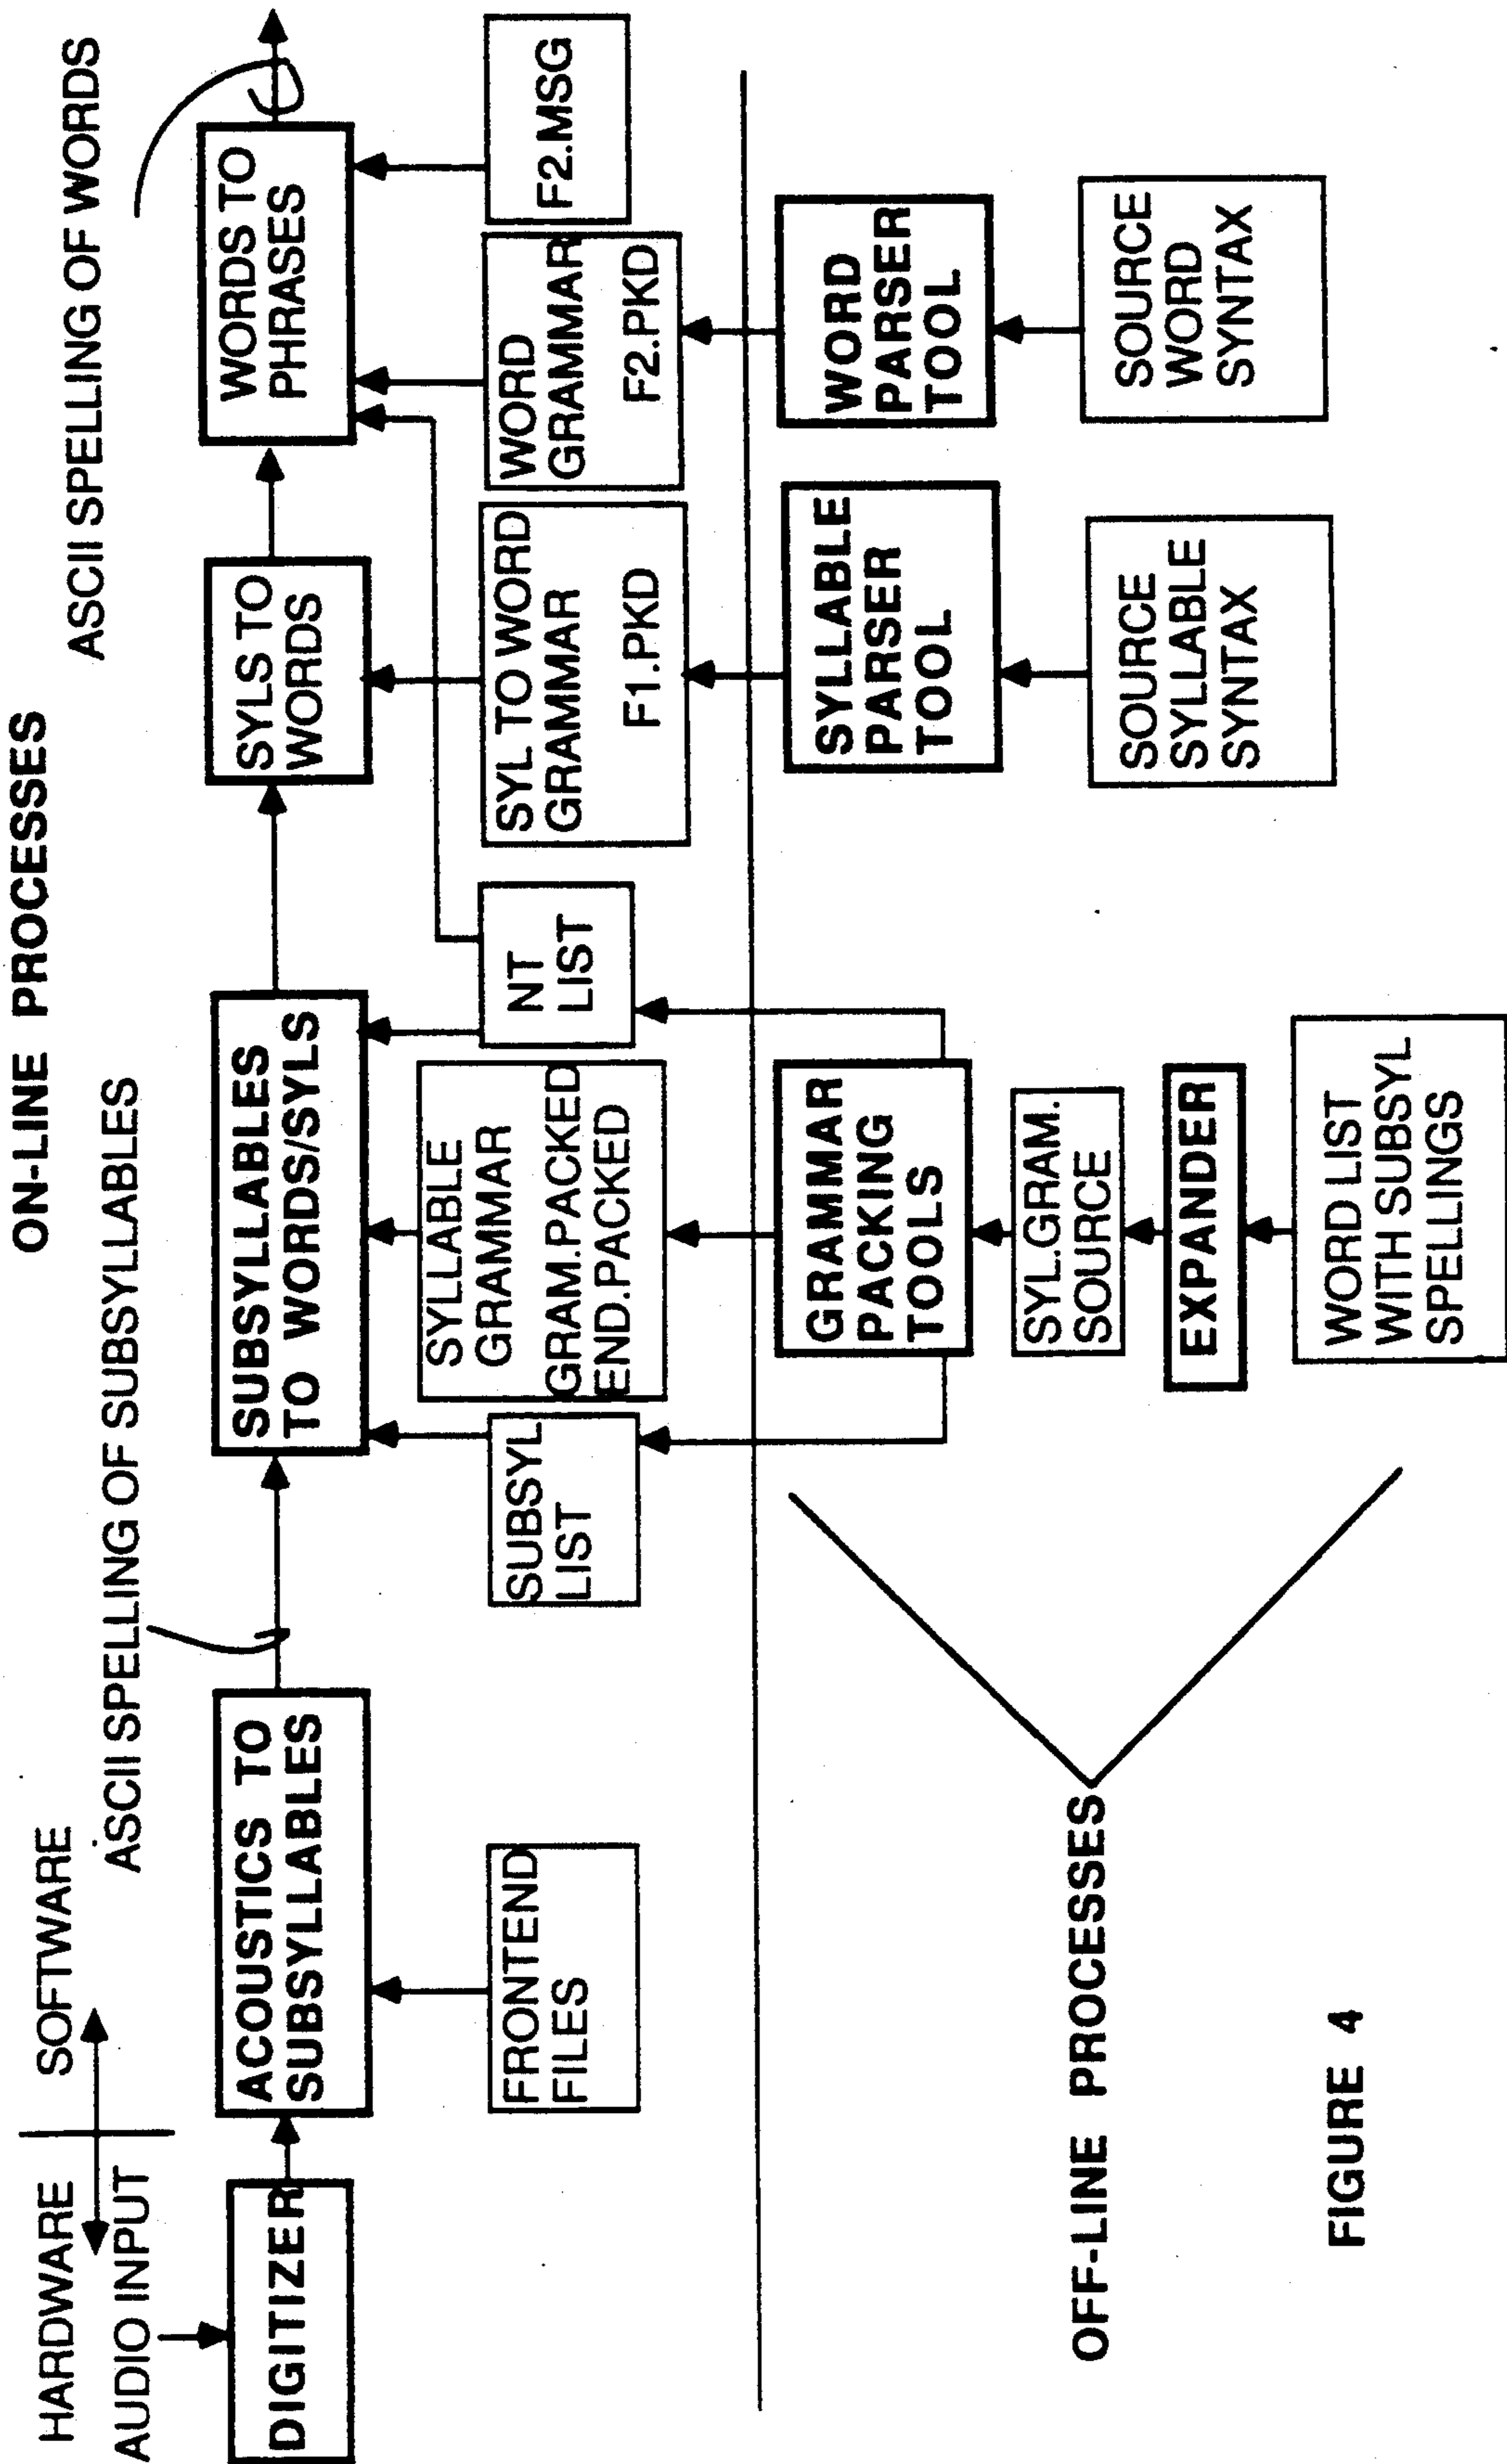 ON-LINE PROCESSES
HARDWARE
SOFTWARE
AUDIO INPUT
ASCII SPELLING OF SUBSYLLABLES
ASCII SPELLING OF WORDS
DIGITIZER
ACOUSTICS TO
SUBSYLLABLES
SUBSYLLABLES
TO WORDS/SYLS
SYLS TO
WORDS
WORDS TO
PHRASES
FRONTEND
FILES
SUBSYL
LIST
SYLLABLE
GRAMMAR
GRAM.PACKED
END.PACKED
NT
LIST
SYL TO WORD
GRAMMAR
F1.PKD
WORD
GRAMMAR
F2.PKD
F2.MSG
OFF-LINE PROCESSES
GRAMMAR
PACKING
TOOLS
SYL.GRAM.
SOURCE
EXPANDER
WORD LIST
WITH SUBSYL
SPELLINGS
SYLLABLE
PARSER
TOOL
SOURCE
SYLLABLE
SYNTAX
WORD
PARSER
TOOL
SOURCE
WORD
SYNTAX
FIGURE 4